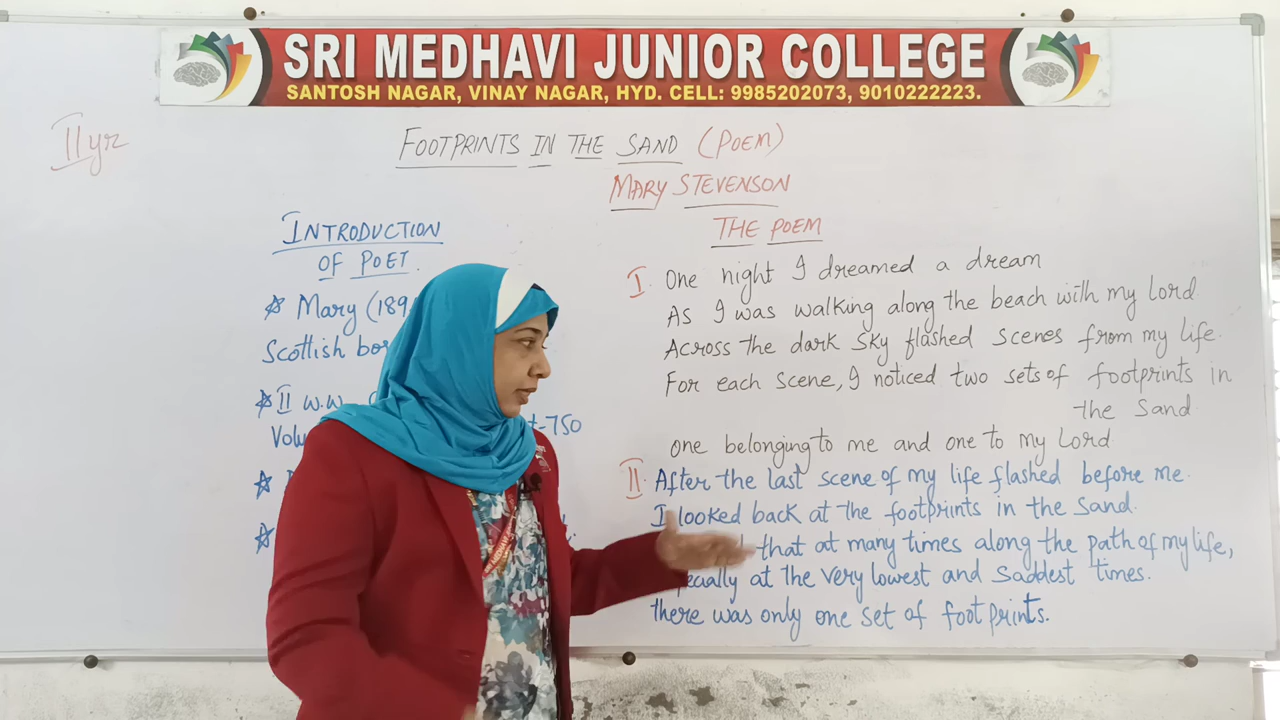 SRI MEDHAVI JUNIOR COLLEGE
SANTOSH NAGAR, VINAY NAGAR, HYD. CELL: 9985202073, 9010222223.
II yr
FOOTPRINTS IN THE SAND (POEM)
MARY STEVENSON
INTRODUCTION
OF POET.
Mary (189
Scottish bor
II W.W.
Volu
t-750
THE POEM
I. One night I dreamed a dream
As I was walking along the beach with my Lord
Across the dark sky flashed scenes from my life.
For each scene, I noticed two sets of footprints in
the sand.
one belonging to me and one to my Lord
II After the last scene of my life flashed before me.
I looked back at the footprints in the sand.
that at many times along the path of my life,
pecially at the very lowest and saddest times.
there was only one set of footprints.